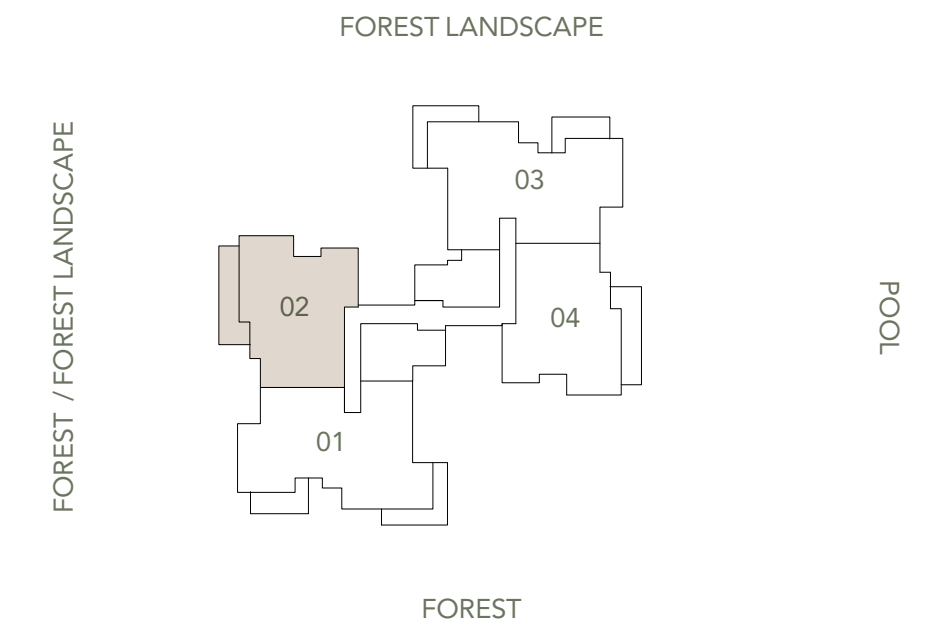 FOREST LANDSCAPE
FOREST / FOREST LANDSCAPE
03
02
04
POOL
01
FOREST